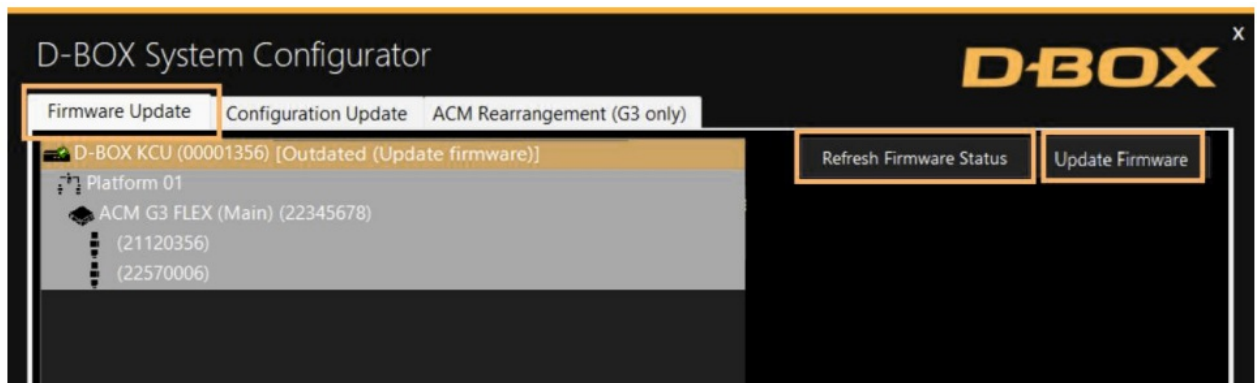 x
D-BOX System Configurator
D-BOX
Firmware Update Configuration Update ACM Rearrangement (G3 only)
D-BOX KCU (00001356) [Outdated (Update firmware)]
Refresh Firmware Status Update Firmware
Platform 01
ACM G3 FLEX (Main) (22345678)
(21120356)
(22570006)